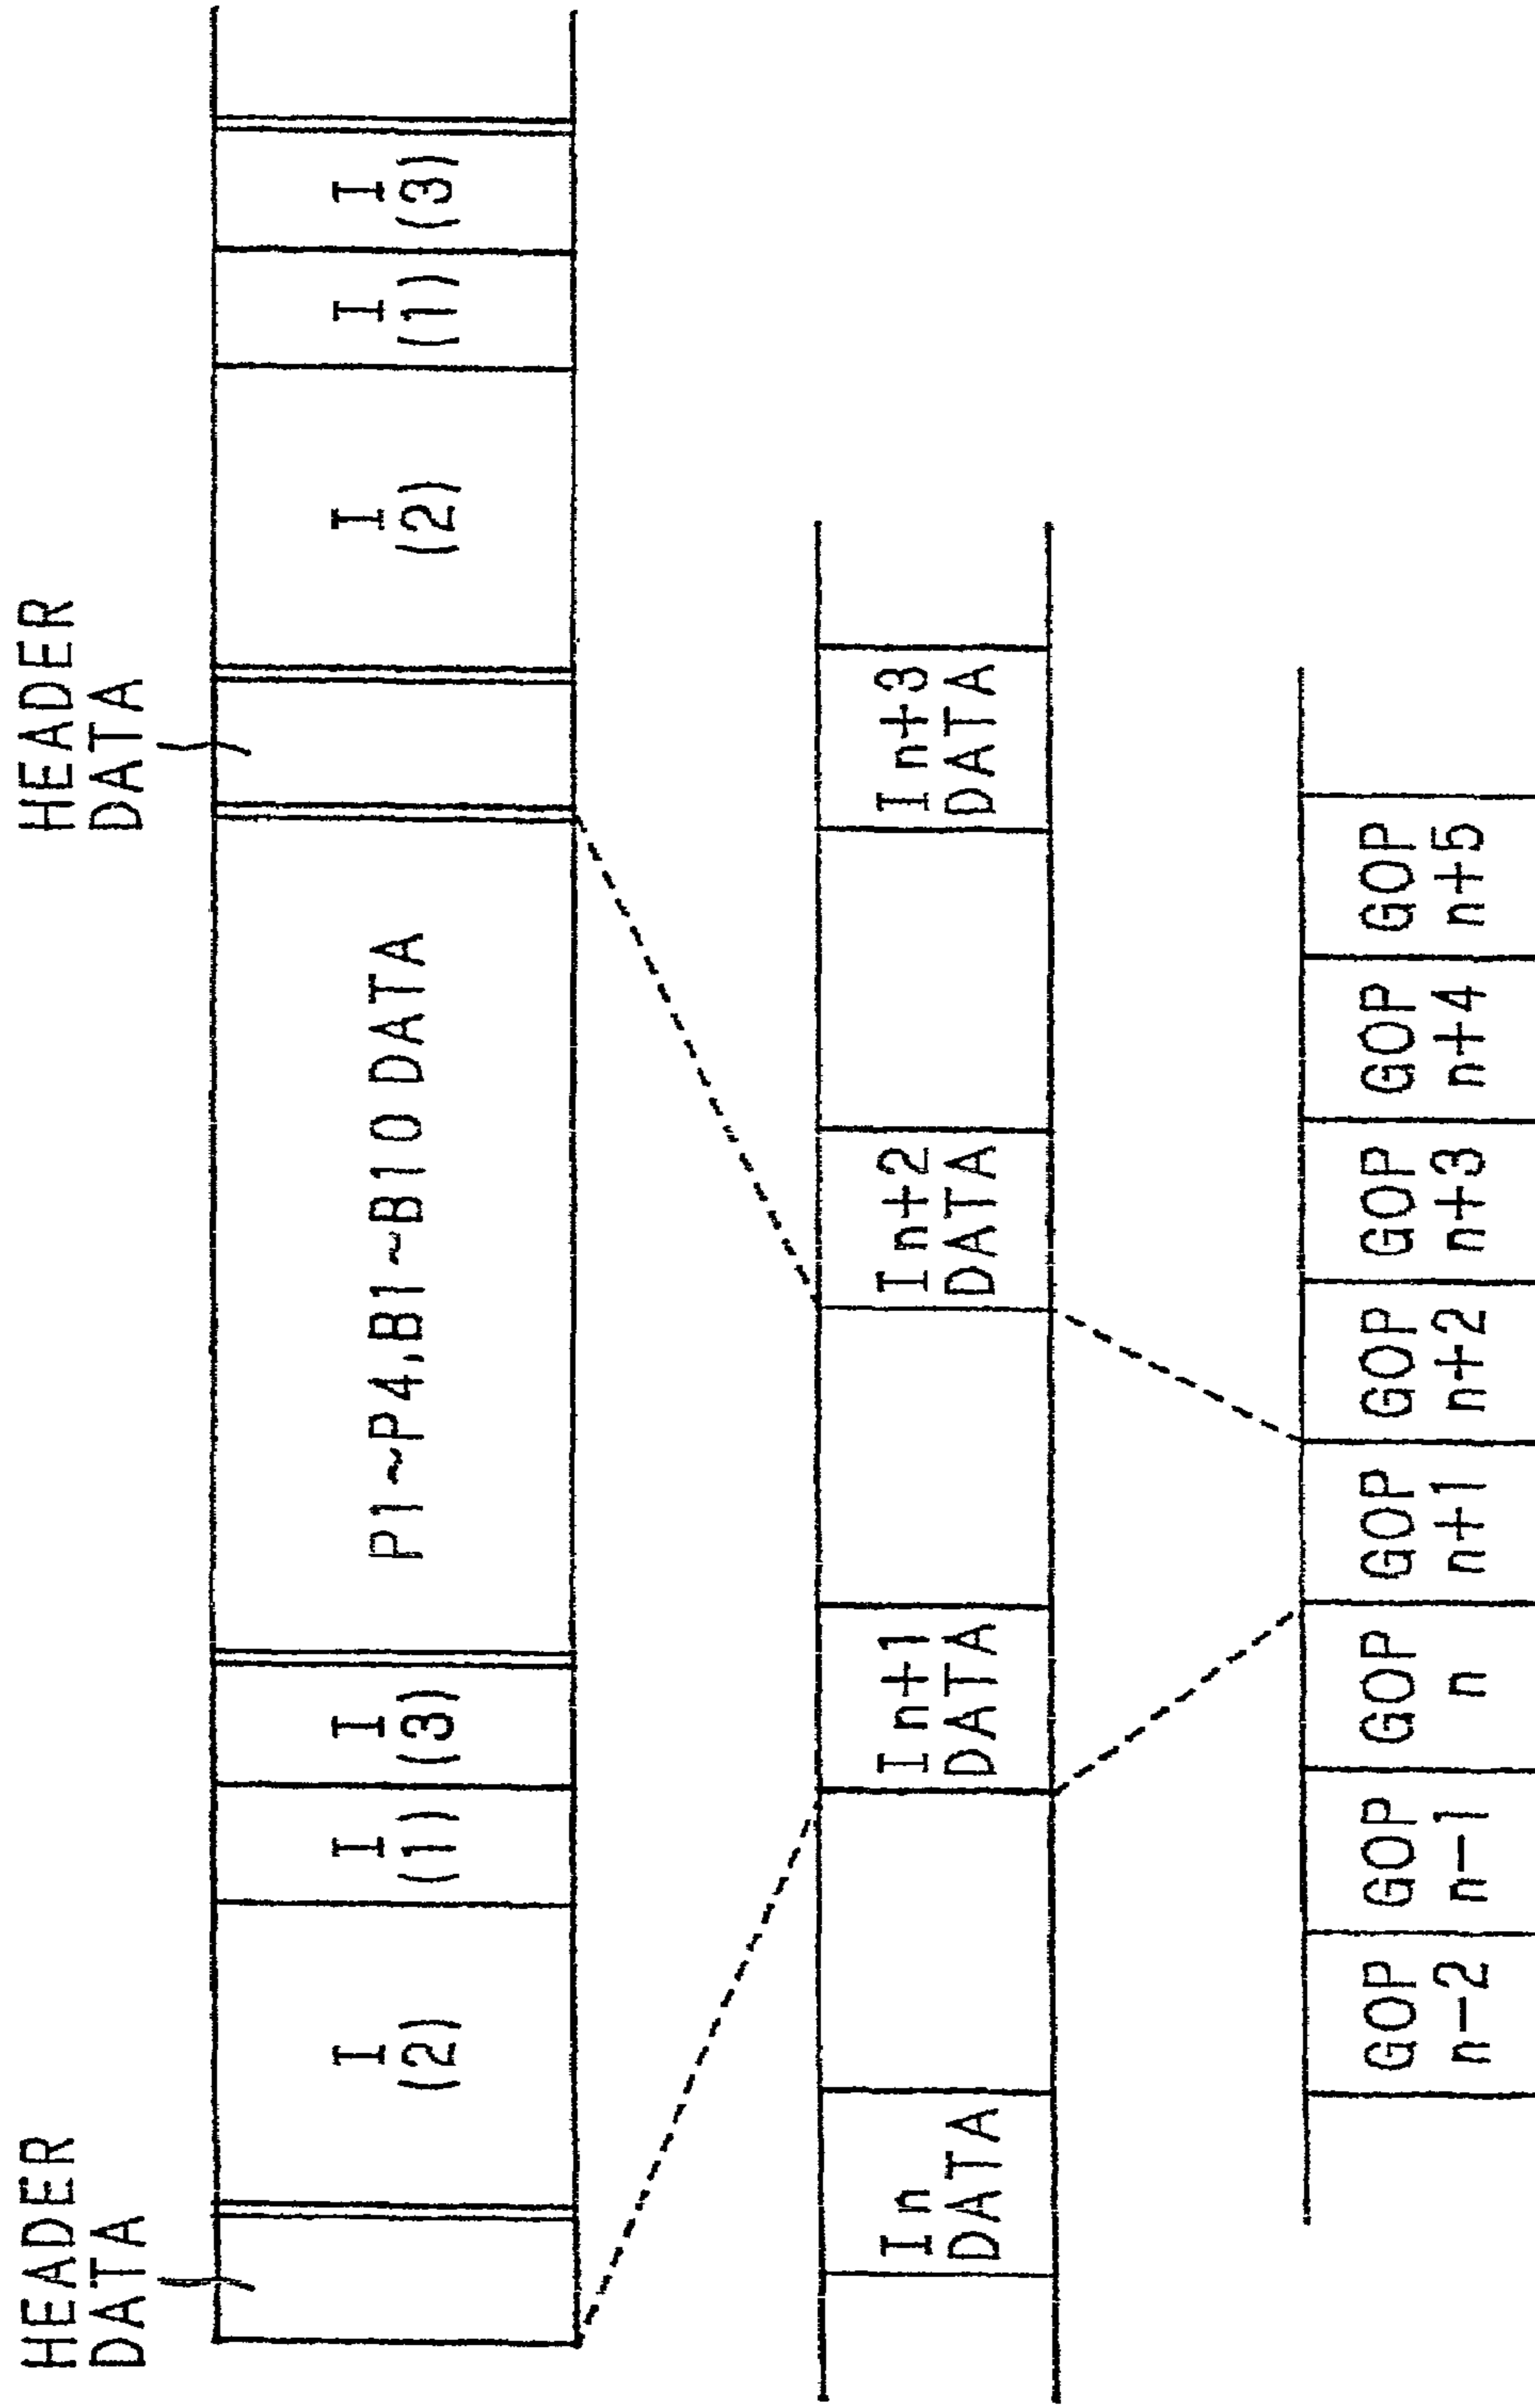 HEADER
DATA
HEADER
DATA
I
(2)
I
(1)
I
(3)
P1~P4,B1~B10 DATA
I
(2)
I
(1)
I
(3)
In
DATA
In+1
DATA
In+2
DATA
In+3
DATA
GOP
n-2
GOP
n-1
GOP
n
GOP
n+1
GOP
n+2
GOP
n+3
GOP
n+4
GOP
n+5